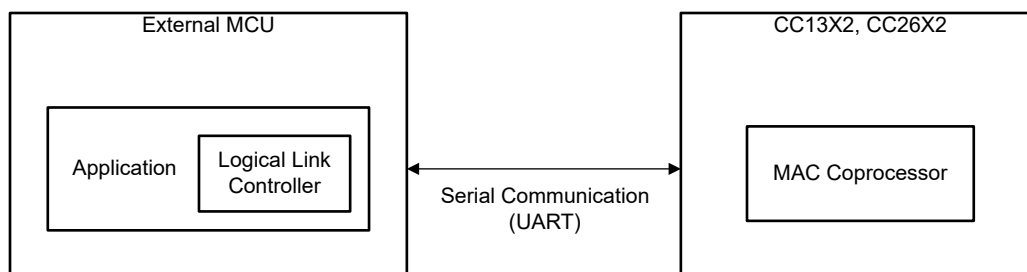 External MCU
CC13X2, CC26X2
Application
Logical Link
Controller
Serial Communication
(UART)
MAC Coprocessor